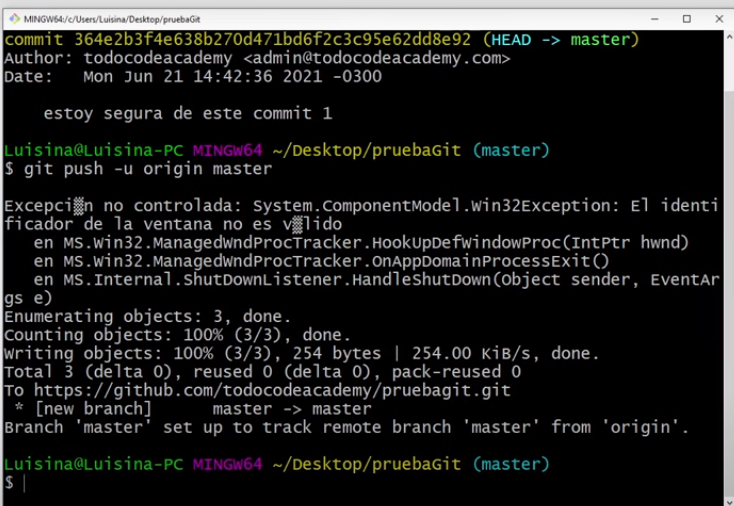 MINGW64:/c/Users/Luisina/Desktop/pruebaGit
commit 364e2b3f4e638b270d471bd6f2c3c95e62dd8e92 (HEAD -> master)
Author: todocodeacademy <admin@todocodeacademy.com>
Date:   Mon Jun 21 14:42:36 2021 -0300
    estoy segura de este commit 1
Luisina@Luisina-PC MINGW64 ~/Desktop/pruebaGit (master)
$ git push -u origin master
Excepci▒n no controlada: System.ComponentModel.Win32Exception: El identi
ficador de la ventana no es v▒lido
   en MS.Win32.ManagedWndProcTracker.HookUpDefWindowProc(IntPtr hwnd)
   en MS.Win32.ManagedWndProcTracker.OnAppDomainProcessExit()
   en MS.Internal.ShutDownListener.HandleShutDown(Object sender, EventAr
gs e)
Enumerating objects: 3, done.
Counting objects: 100% (3/3), done.
Writing objects: 100% (3/3), 254 bytes | 254.00 KiB/s, done.
Total 3 (delta 0), reused 0 (delta 0), pack-reused 0
To https://github.com/todocodeacademy/pruebagit.git
 * [new branch]      master -> master
Branch 'master' set up to track remote branch 'master' from 'origin'.
Luisina@Luisina-PC MINGW64 ~/Desktop/pruebaGit (master)
$